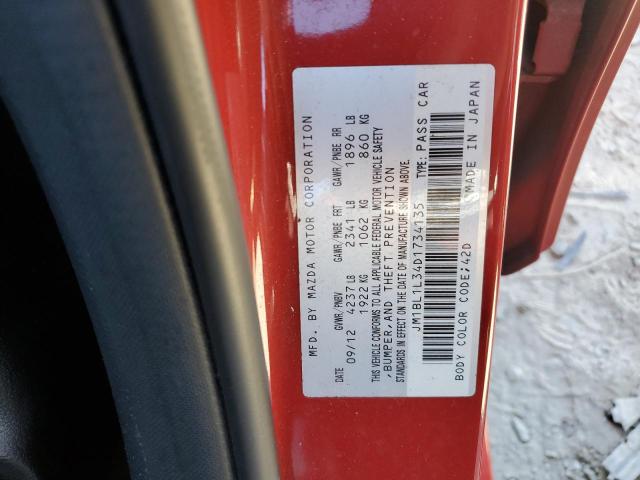 MFD. BY MAZDA MOTOR CORPORATION
DATE GVWR/PNBV GAWR/PNBE FRT GAWR/PNBE RR
09/12 4237 LB 2341 LB 1896 LB
1922 KG 1062 KG 860 KG
THIS VEHICLE CONFORMS TO ALL APPLICABLE FEDERAL MOTOR VEHICLE SAFETY
,BUMPER,AND THEFT PREVENTION
STANDARDS IN EFFECT ON THE DATE OF MANUFACTURE SHOWN ABOVE.
JM1BL1L34D1734135 TYPE: PASS CAR
BODY COLOR CODE;42D MADE IN JAPAN